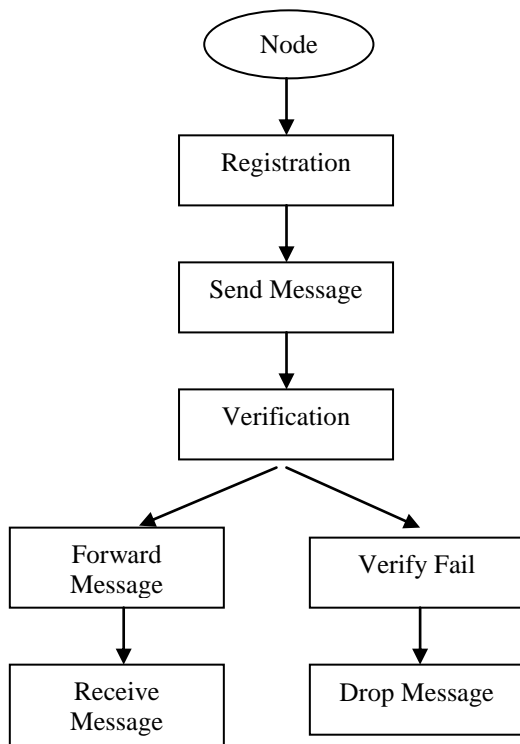 Node
Registration
Send Message
Verification
Forward
Message
Verify Fail
Receive
Message
Drop Message